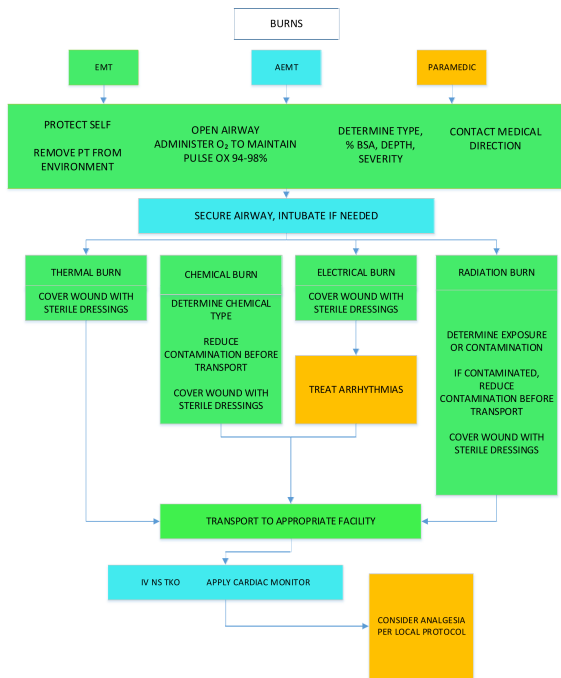 BURNS
EMT
AEMT
PARAMEDIC
PROTECT SELF
REMOVE PT FROM
ENVIRONMENT
OPEN AIRWAY
ADMINISTER O₂ TO MAINTAIN
PULSE OX 94-98%
DETERMINE TYPE,
% BSA, DEPTH,
SEVERITY
CONTACT MEDICAL
DIRECTION
SECURE AIRWAY, INTUBATE IF NEEDED
THERMAL BURN
COVER WOUND WITH
STERILE DRESSINGS
CHEMICAL BURN
DETERMINE CHEMICAL
TYPE
REDUCE
CONTAMINATION BEFORE
TRANSPORT
COVER WOUND WITH
STERILE DRESSINGS
ELECTRICAL BURN
COVER WOUND WITH
STERILE DRESSINGS
TREAT ARRHYTHMIAS
RADIATION BURN
DETERMINE EXPOSURE
OR CONTAMINATION
IF CONTAMINATED,
REDUCE
CONTAMINATION BEFORE
TRANSPORT
COVER WOUND WITH
STERILE DRESSINGS
TRANSPORT TO APPROPRIATE FACILITY
IV NS TKO APPLY CARDIAC MONITOR
CONSIDER ANALGESIA
PER LOCAL PROTOCOL